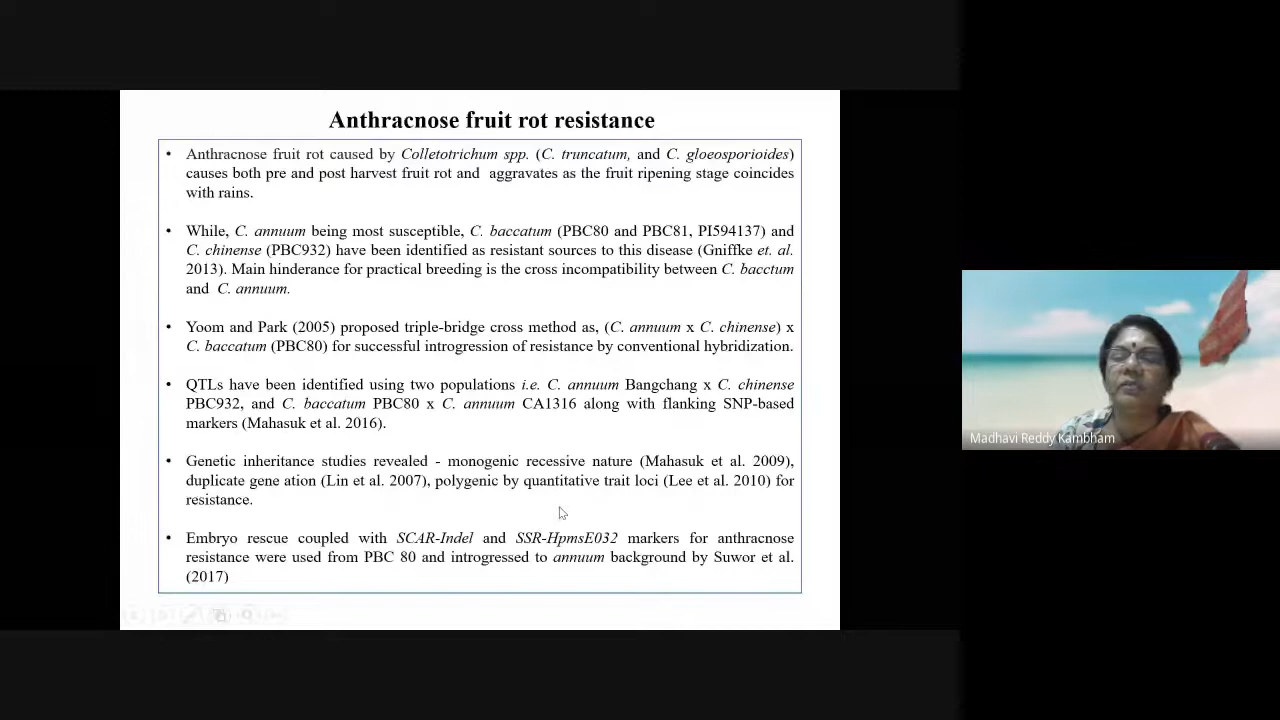 Anthracnose fruit rot resistance
• Anthracnose fruit rot caused by Colletotrichum spp. (C. truncatum, and C. gloeosporioides)
causes both pre and post harvest fruit rot and aggravates as the fruit ripening stage coincides
with rains.
• While, C. annuum being most susceptible, C. baccatum (PBC80 and PBC81, PI594137) and
C. chinense (PBC932) have been identified as resistant sources to this disease (Gniffke et. al.
2013). Main hinderance for practical breeding is the cross incompatibility between C. bacctum
and C. annuum.
• Yoom and Park (2005) proposed triple-bridge cross method as, (C. annuum x C. chinense) x
C. baccatum (PBC80) for successful introgression of resistance by conventional hybridization.
• QTLs have been identified using two populations i.e. C. annuum Bangchang x C. chinense
PBC932, and C. baccatum PBC80 x C. annuum CA1316 along with flanking SNP-based
markers (Mahasuk et al. 2016).
• Genetic inheritance studies revealed - monogenic recessive nature (Mahasuk et al. 2009),
duplicate gene ation (Lin et al. 2007), polygenic by quantitative trait loci (Lee et al. 2010) for
resistance.
• Embryo rescue coupled with SCAR-Indel and SSR-HpmsE032 markers for anthracnose
resistance were used from PBC 80 and introgressed to annuum background by Suwor et al.
(2017)
Madhavi Reddy Kambham